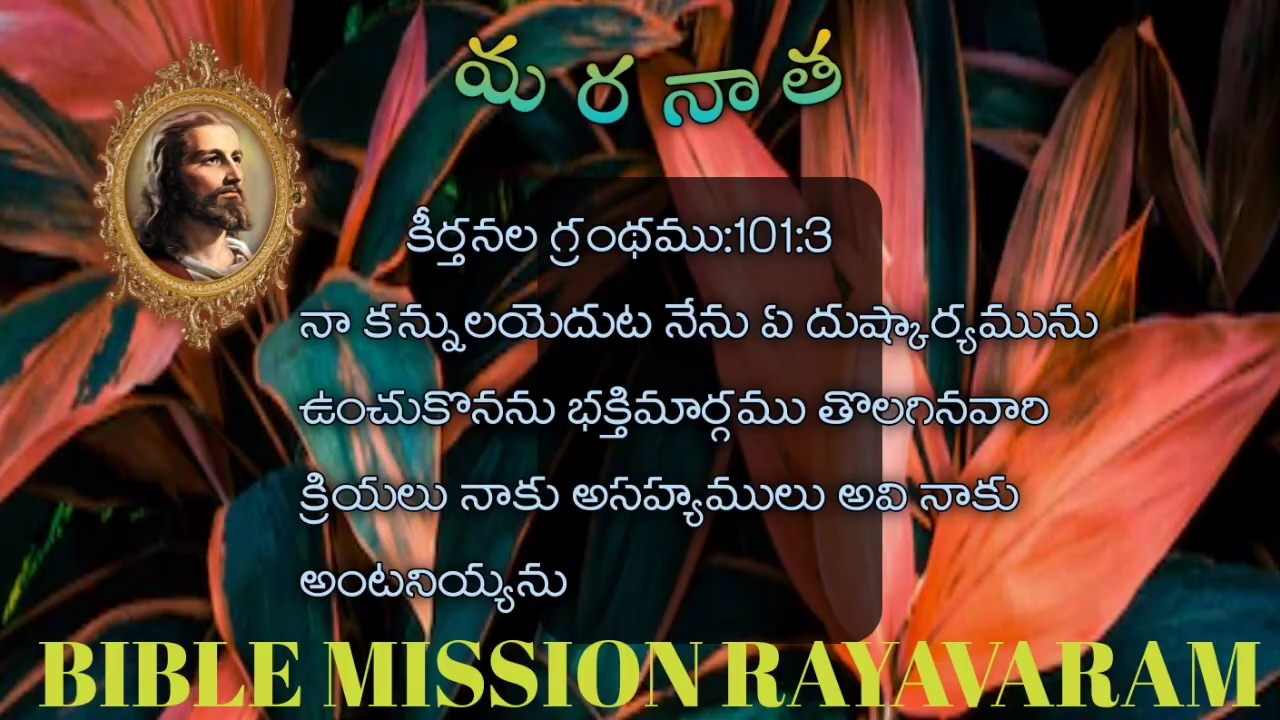 మరనాత
కీర్తనల గ్రంథము:101:3
నా కన్నులయెదుట నేను ఏ దుష్కార్యమును
ఉంచుకొనను భక్తిమార్గము తొలగినవారి
క్రియలు నాకు అసహ్యములు అవి నాకు
అంటనియ్యను
BIBLE MISSION RAYAVARAM